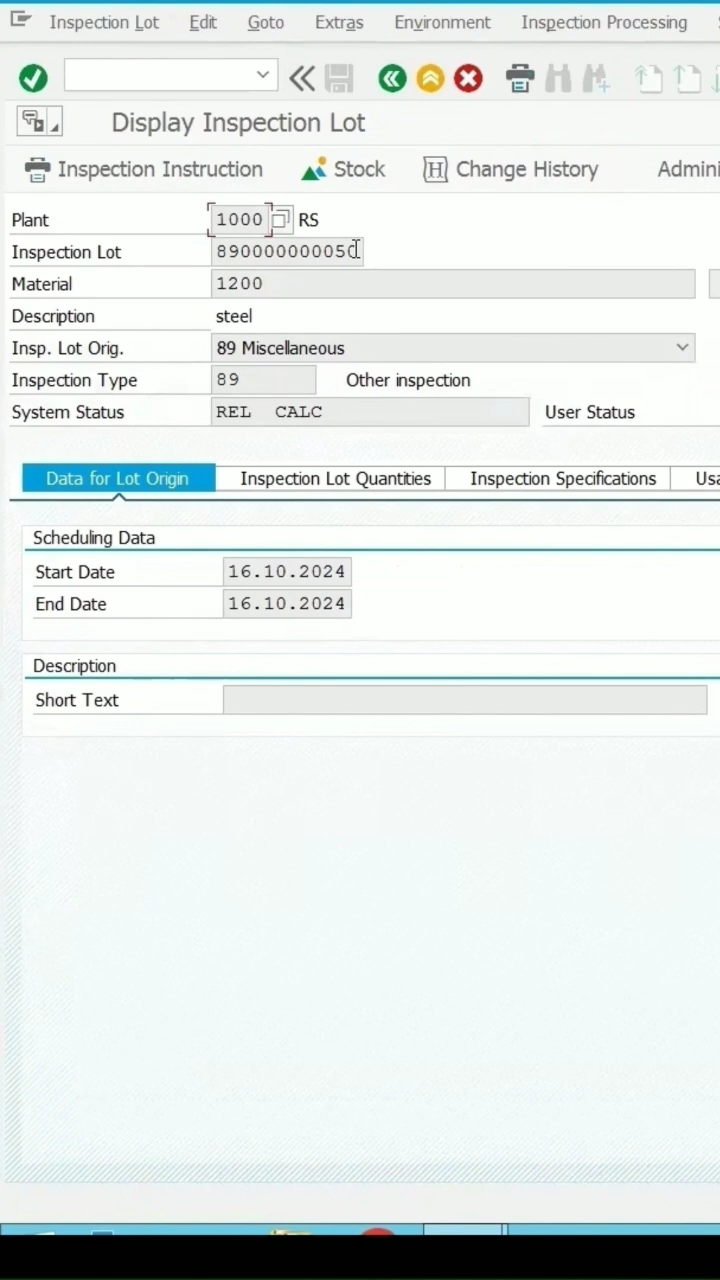 Inspection Lot Edit Goto Extras Environment Inspection Processing
Display Inspection Lot
Inspection Instruction Stock Change History
Plant 1000 RS
Inspection Lot
Material 1200
Description steel
Insp. Lot Orig. 89 Miscellaneous
Inspection Type 89 Other inspection
System Status REL CALC User Status
Data for Lot Origin Inspection Lot Quantities Inspection Specifications
Scheduling Data
Start Date 16.10.2024
End Date 16.10.2024
Description
Short Text